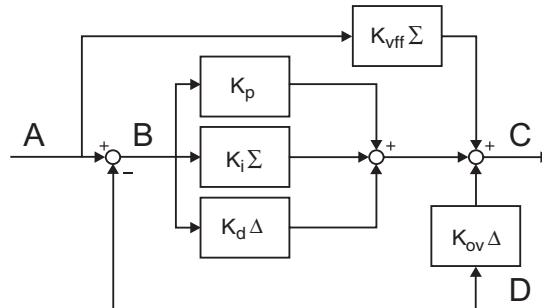 K_vff Σ
K_p
A
+
B
K_i Σ
+
+
C
−
K_d Δ
K_ov Δ
D